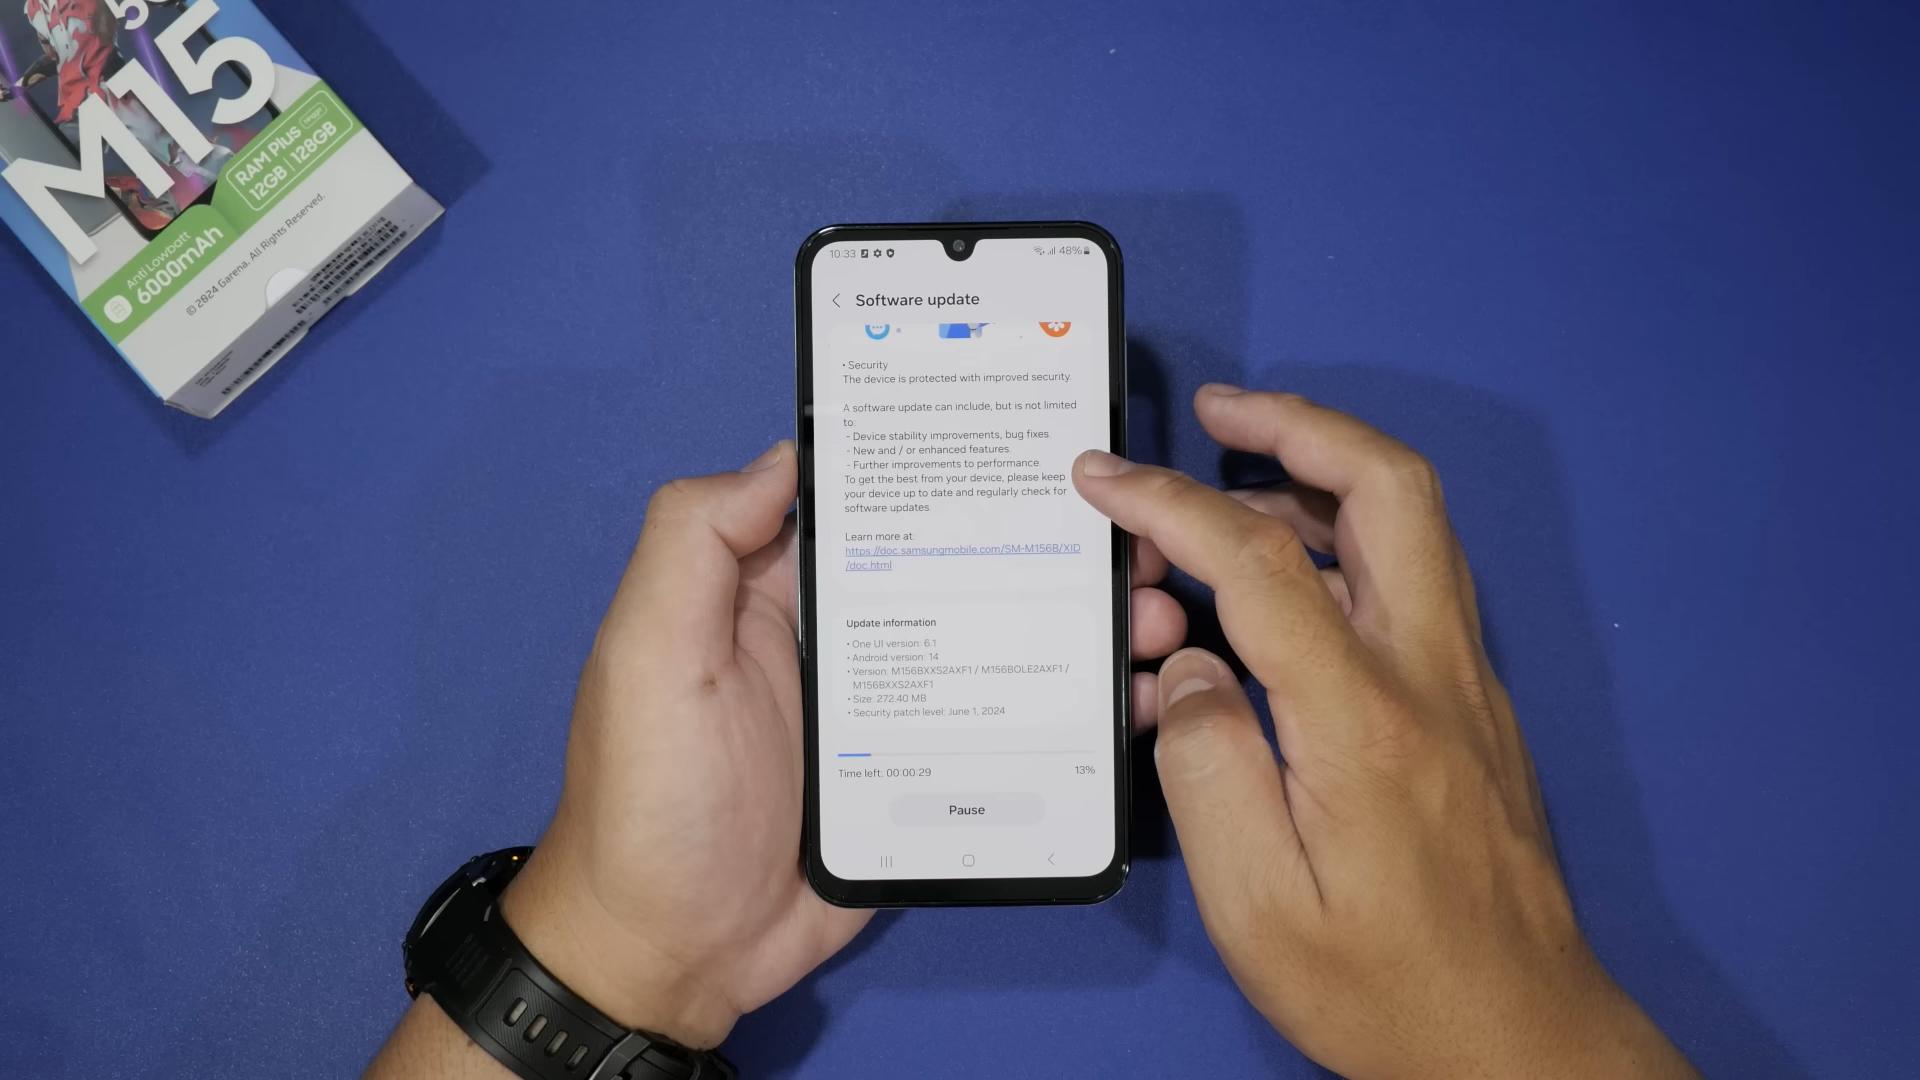 5G
M15
RAM Plus hingga
12GB | 128GB
Anti Lowbatt
6000mAh
© 2024 Garena. All Rights Reserved.
10:33
48%
Software update
• Security
The device is protected with improved security.
A software update can include, but is not limited
to:
- Device stability improvements, bug fixes.
- New and / or enhanced features.
- Further improvements to performance.
To get the best from your device, please keep
your device up to date and regularly check for
software updates.
Learn more at:
https://doc.samsungmobile.com/SM-M156B/XID
/doc.html
Update information
• One UI version: 6.1
• Android version: 14
• Version: M156BXXS2AXF1 / M156BOLE2AXF1 /
M156BXXS2AXF1
• Size: 272.40 MB
• Security patch level: June 1, 2024
Time left: 00:00:29
13%
Pause